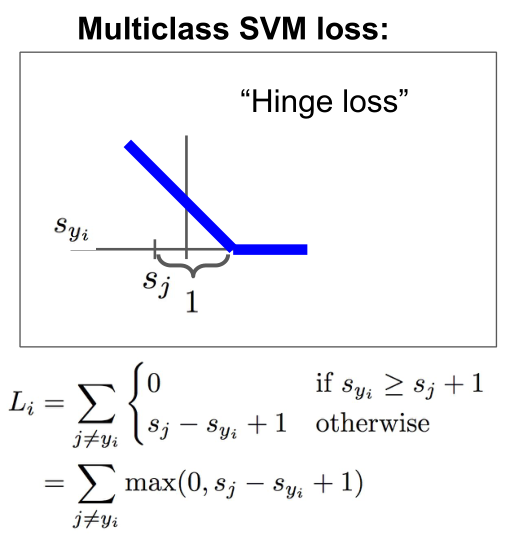 Multiclass SVM loss:
“Hinge loss”
s_{y_i}
s_j
1
L_i = \sum_{j \neq y_i} \begin{cases} 0 & \text{if } s_{y_i} \geq s_j + 1 \\ s_j - s_{y_i} + 1 & \text{otherwise} \end{cases}
= \sum_{j \neq y_i} \max(0, s_j - s_{y_i} + 1)